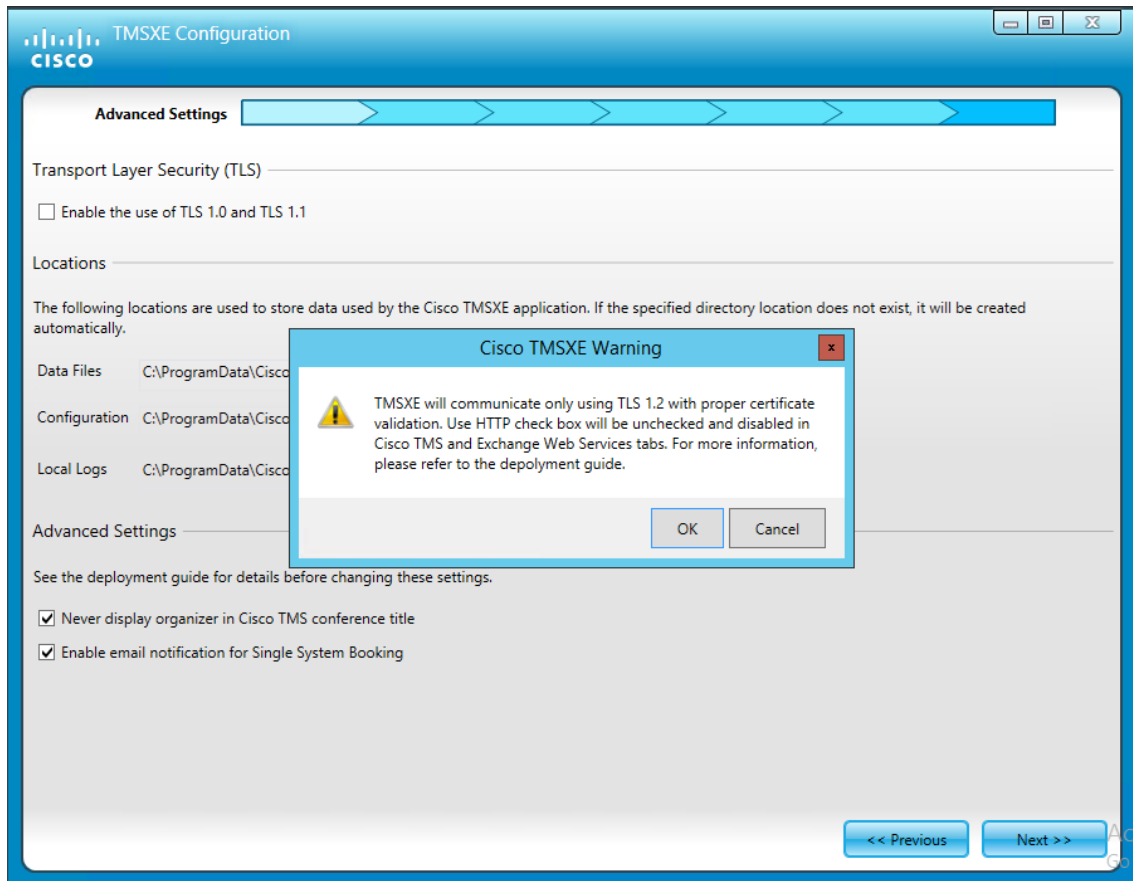 TMSXE Configuration
CISCO
Advanced Settings
Transport Layer Security (TLS)
Enable the use of TLS 1.0 and TLS 1.1
Locations
The following locations are used to store data used by the Cisco TMSXE application. If the specified directory location does not exist, it will be created
automatically.
Data Files C:\ProgramData\Cisco
Configuration C:\ProgramData\Cisco
Local Logs C:\ProgramData\Cisco
Cisco TMSXE Warning
x
TMSXE will communicate only using TLS 1.2 with proper certificate
validation. Use HTTP check box will be unchecked and disabled in
Cisco TMS and Exchange Web Services tabs. For more information,
please refer to the depolyment guide.
OK Cancel
Advanced Settings
See the deployment guide for details before changing these settings.
Never display organizer in Cisco TMS conference title
Enable email notification for Single System Booking
<< Previous Next >>
Go